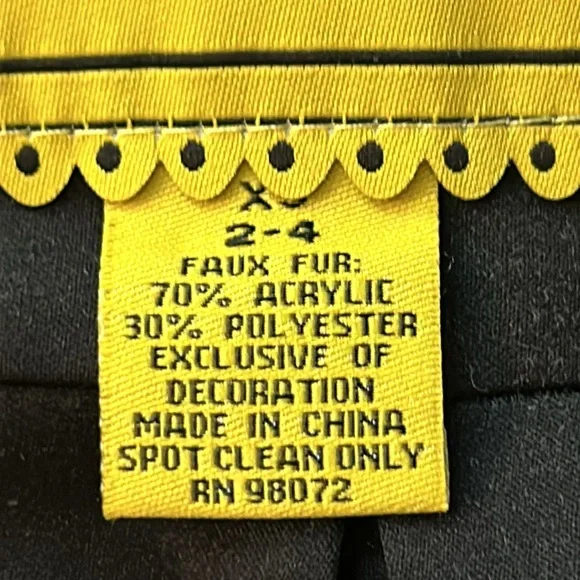 2-4
FAUX FUR:
70% ACRYLIC
30% POLYESTER
EXCLUSIVE OF
DECORATION
MADE IN CHINA
SPOT CLEAN ONLY
RN 98072